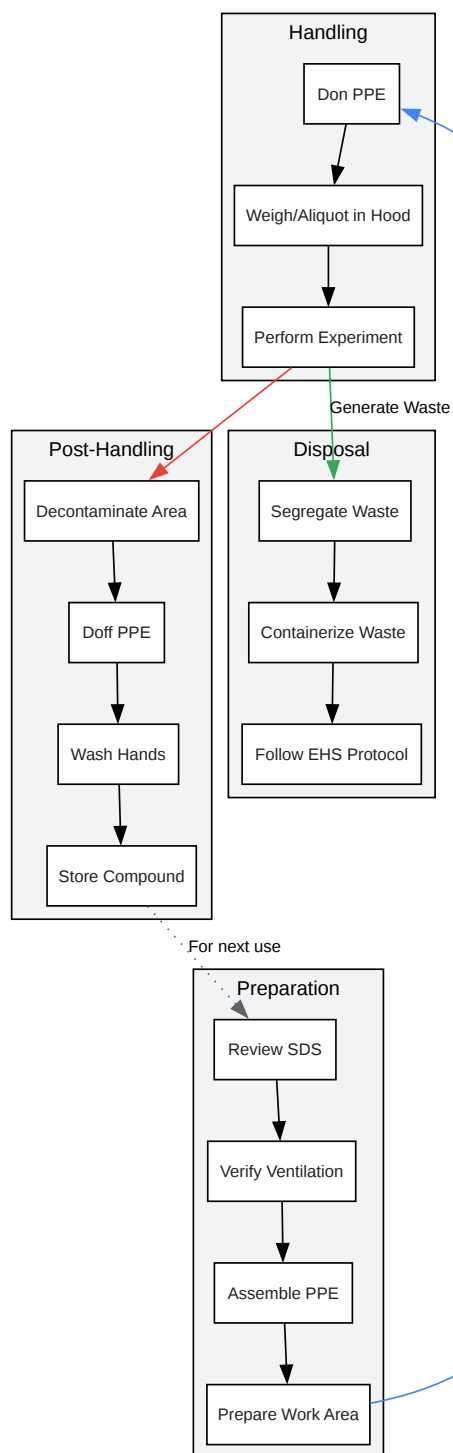 Handling
Don PPE
Weigh/Aliquot in Hood
Perform Experiment
Generate Waste
Post-Handling
Decontaminate Area
Doff PPE
Wash Hands
Store Compound
Disposal
Segregate Waste
Containerize Waste
Follow EHS Protocol
For next use
Preparation
Review SDS
Verify Ventilation
Assemble PPE
Prepare Work Area